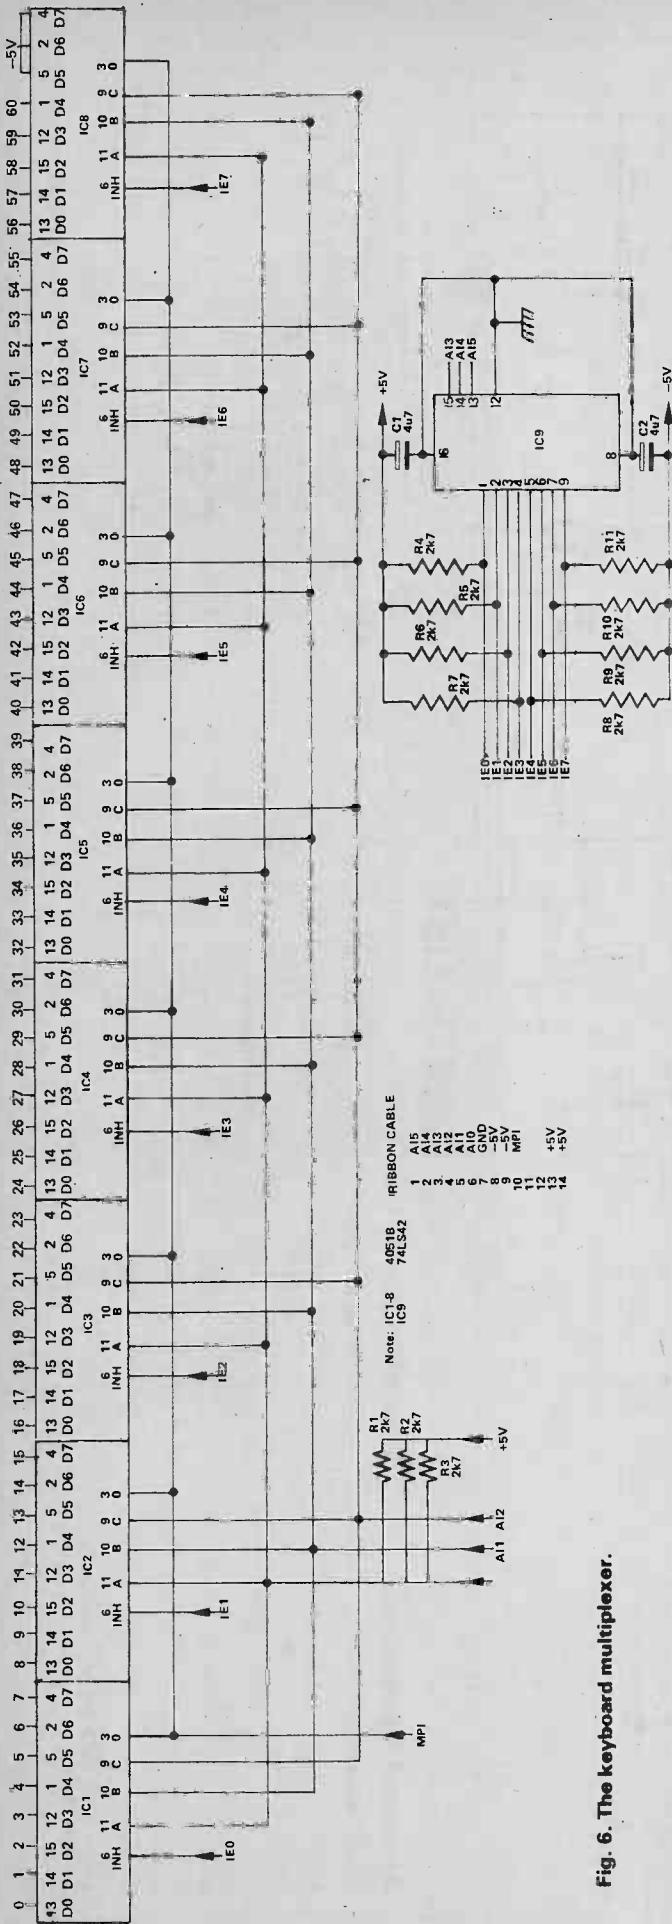 0 1 2 3 4 5 6 7 8 9 10 11 12 13 14 15 16 17 18 19 20 21 22 23 24 25 26 27 28 29 30 31 32 33 34 35 36 37 38 39 40 41 42 43 44 45 46 47 48 49 50 51 52 53 54 55 56 57 58 59 60 −5V
13 14 15 12 1 5 2 4
D0 D1 D2 D3 D4 D5 D6 D7
IC1
6 11 10 9 3
INH A B C O
IE0
MPI
13 14 15 12 1 5 2 4
D0 D1 D2 D3 D4 D5 D6 D7
IC2
6 11 10 9 3
INH A B C O
IE1
AI1 AI2
13 14 15 12 1 5 2 4
D0 D1 D2 D3 D4 D5 D6 D7
IC3
6 11 10 9 3
INH A B C O
IE2
13 14 15 12 1 5 2 4
D0 D1 D2 D3 D4 D5 D6 D7
IC4
6 11 10 9 3
INH A B C O
IE3
13 14 15 12 1 5 2 4
D0 D1 D2 D3 D4 D5 D6 D7
IC5
6 11 10 9 3
INH A B C O
IE4
13 14 15 12 1 5 2 4
D0 D1 D2 D3 D4 D5 D6 D7
IC6
6 11 10 9 3
INH A B C O
IE5
13 14 15 12 1 5 2 4
D0 D1 D2 D3 D4 D5 D6 D7
IC7
6 11 10 9 3
INH A B C O
IE6
13 14 15 12 1 5 2 4
D0 D1 D2 D3 D4 D5 D6 D7
IC8
6 11 10 9 3
INH A B C O
IE7
R1
2k7
R2
2k7
R3
2k7
+5V
Note: IC1-8 4051B
IC9 74LS42
RIBBON CABLE
1 AI5
2 AI4
3 AI3
4 AI2
5 AI1
6 AI0
7 GND
8 −5V
9 −5V
10 MPI
11
12
13 +5V
14 +5V
IE0
IE1
IE2
IE3
IE4
IE5
IE6
IE7
R7
2k7
R6
2k7
R5
2k7
R4
2k7
R8
2k7
R9
2k7
R10
2k7
R11
2k7
+5V
C1
4u7
16
1
2
3
4
5
6
7
9
IC9
15 AI3
14 AI4
13 AI5
12
8
C2
4u7
−5V
Fig. 6. The keyboard multiplexer.